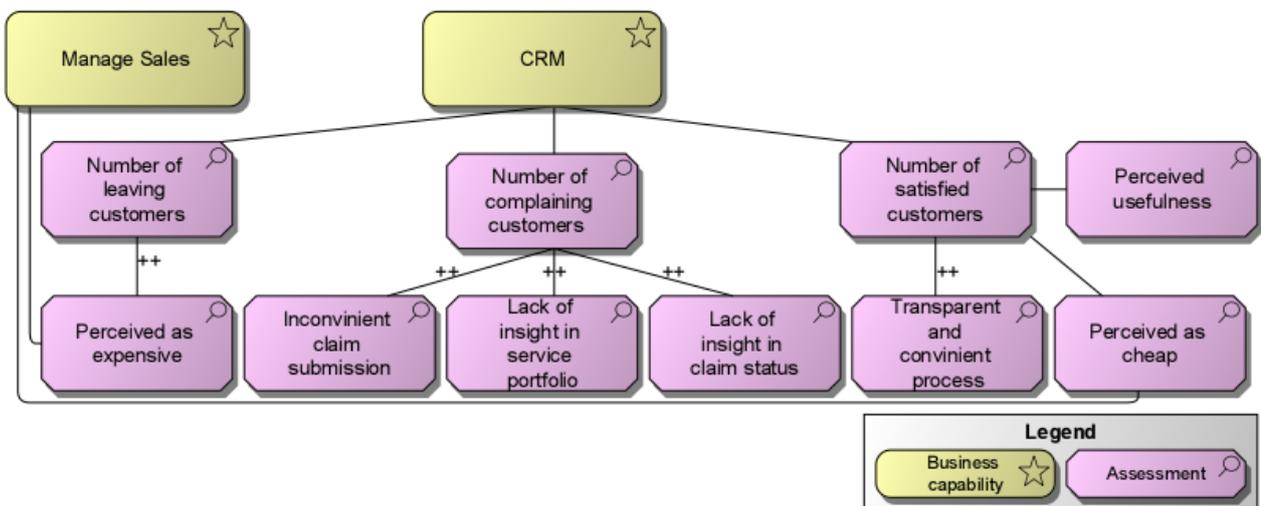 Manage Sales
CRM
Number of
leaving
customers
Number of
complaining
customers
Number of
satisfied
customers
Perceived
usefulness
++
++
++
++
++
Perceived as
expensive
Inconvinient
claim
submission
Lack of
insight in
service
portfolio
Lack of
insight in
claim status
Transparent
and
convinient
process
Perceived as
cheap
Legend
Business
capability
Assessment